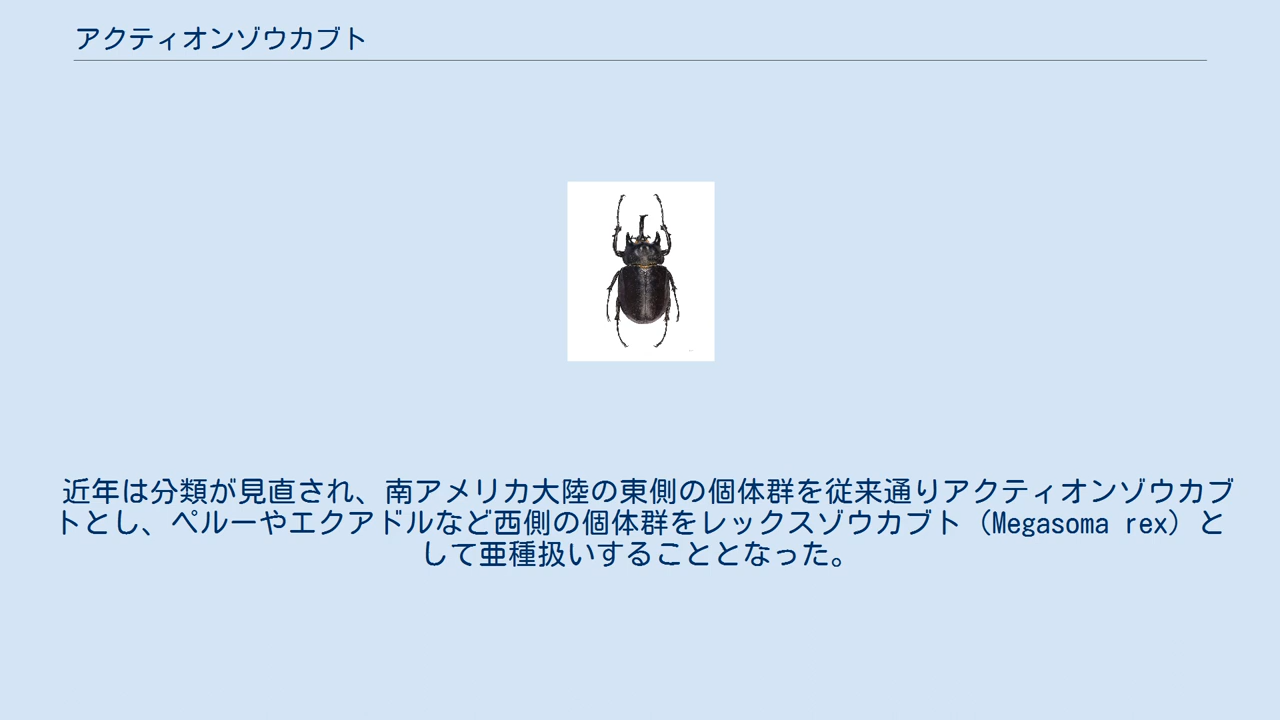 アクティオンゾウカブト
近年は分類が見直され、南アメリカ大陸の東側の個体群を従来通りアクティオンゾウカブ
トとし、ペルーやエクアドルなど西側の個体群をレックスゾウカブト（Megasoma rex）と
して亜種扱いすることとなった。